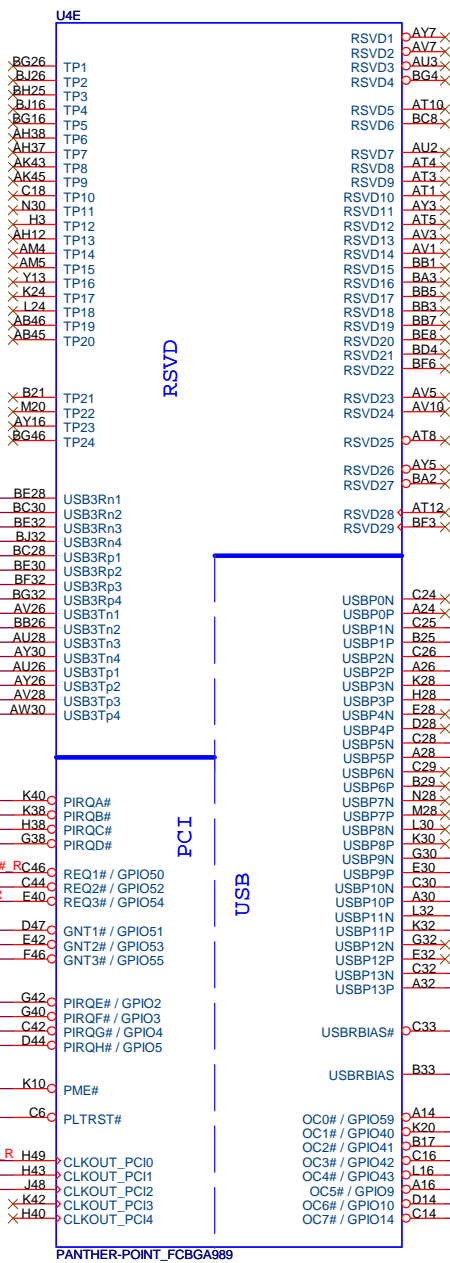 U4E
BG26 TP1
BJ26 TP2
BH25 TP3
BJ16 TP4
BG16 TP5
AH38 TP6
AH37 TP7
AK43 TP8
AK45 TP9
C18 TP10
N30 TP11
H3 TP12
AH12 TP13
AM4 TP14
AM5 TP15
Y13 TP16
K24 TP17
L24 TP18
AB46 TP19
AB45 TP20
B21 TP21
M20 TP22
AY16 TP23
BG46 TP24
BE28 USB3Rn1
BC30 USB3Rn2
BE32 USB3Rn3
BJ32 USB3Rn4
BC28 USB3Rp1
BE30 USB3Rp2
BF32 USB3Rp3
BG32 USB3Rp4
AV26 USB3Tn1
BB26 USB3Tn2
AU28 USB3Tn3
AY30 USB3Tn4
AU26 USB3Tp1
AY26 USB3Tp2
AV28 USB3Tp3
AW30 USB3Tp4
K40 PIRQA#
K38 PIRQB#
H38 PIRQC#
G38 PIRQD#
#_R C46 REQ1# / GPIO50
C44 REQ2# / GPIO52
E40 REQ3# / GPIO54
D47 GNT1# / GPIO51
E42 GNT2# / GPIO53
F46 GNT3# / GPIO55
G42 PIRQE# / GPIO2
G40 PIRQF# / GPIO3
C42 PIRQG# / GPIO4
D44 PIRQH# / GPIO5
K10 PME#
C6 PLTRST#
_R H49 CLKOUT_PCI0
H43 CLKOUT_PCI1
J48 CLKOUT_PCI2
K42 CLKOUT_PCI3
H40 CLKOUT_PCI4
RSVD
PCI
USB
RSVD1 AY7
RSVD2 AV7
RSVD3 AU3
RSVD4 BG4
RSVD5 AT10
RSVD6 BC8
RSVD7 AU2
RSVD8 AT4
RSVD9 AT3
RSVD10 AT1
RSVD11 AY3
RSVD12 AT5
RSVD13 AV3
RSVD14 AV1
RSVD15 BB1
RSVD16 BA3
RSVD17 BB5
RSVD18 BB3
RSVD19 BB7
RSVD20 BE8
RSVD21 BD4
RSVD22 BF6
RSVD23 AV5
RSVD24 AV10
RSVD25 AT8
RSVD26 AY5
RSVD27 BA2
RSVD28 AT12
RSVD29 BF3
USBP0N C24
USBP0P A24
USBP1N C25
USBP1P B25
USBP2N C26
USBP2P A26
USBP3N K28
USBP3P H28
USBP4N E28
USBP4P D28
USBP5N C28
USBP5P A28
USBP6N C29
USBP6P B29
USBP7N N28
USBP7P M28
USBP8N L30
USBP8P K30
USBP9N G30
USBP9P E30
USBP10N C30
USBP10P A30
USBP11N L32
USBP11P K32
USBP12N G32
USBP12P E32
USBP13N C32
USBP13P A32
USBRBIAS# C33
USBRBIAS B33
OC0# / GPIO59 A14
OC1# / GPIO40 K20
OC2# / GPIO41 B17
OC3# / GPIO42 C16
OC4# / GPIO43 L16
OC5# / GPIO9 A16
OC6# / GPIO10 D14
OC7# / GPIO14 C14
PANTHER-POINT_FCBGA989